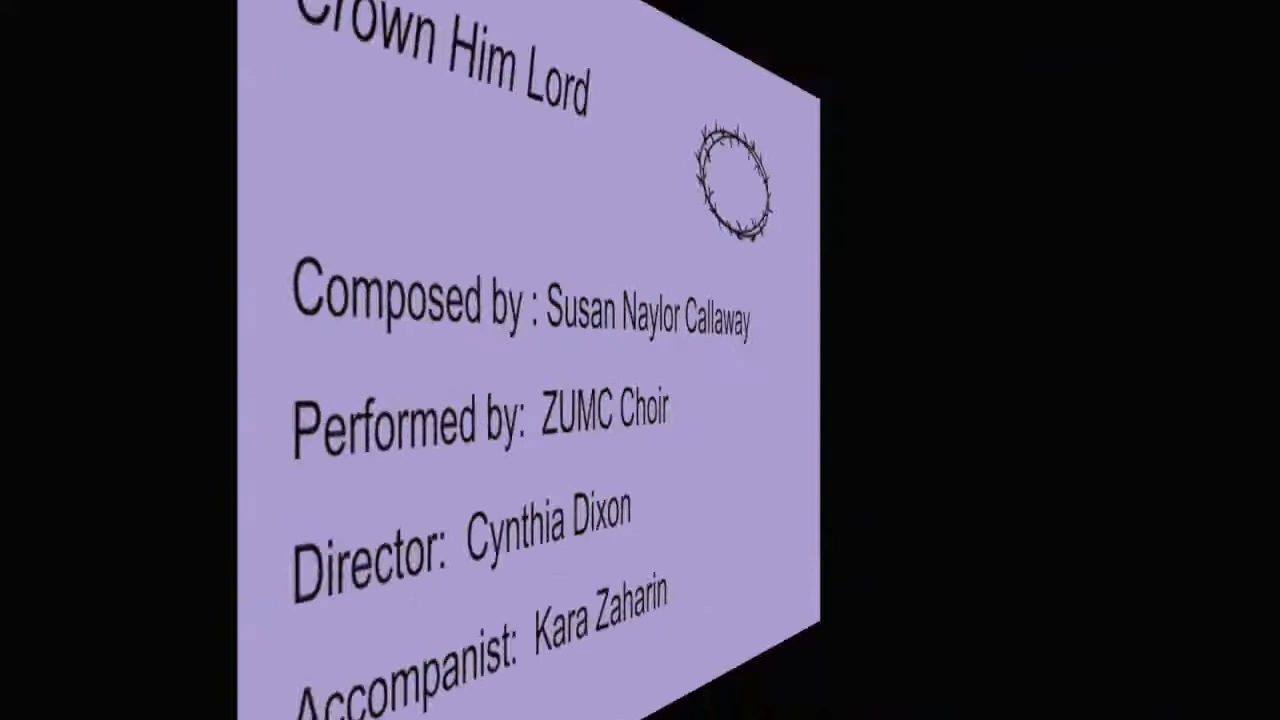 Crown Him Lord
Composed by : Susan Naylor Callaway
Performed by: ZUMC Choir
Director: Cynthia Dixon
Accompanist: Kara Zaharin